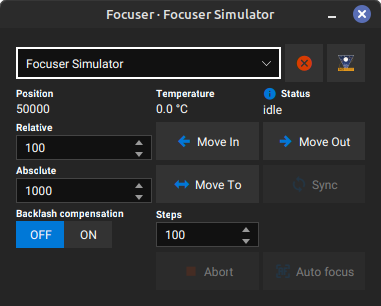 Focuser · Focuser Simulator
Focuser Simulator
Position
Temperature
Status
50000
0.0 °C
idle
Relative
100
Move In
Move Out
Absclute
1000
Move To
Sync
Backflash compensation
Steps
OFF
ON
100
Abort
Auto focus